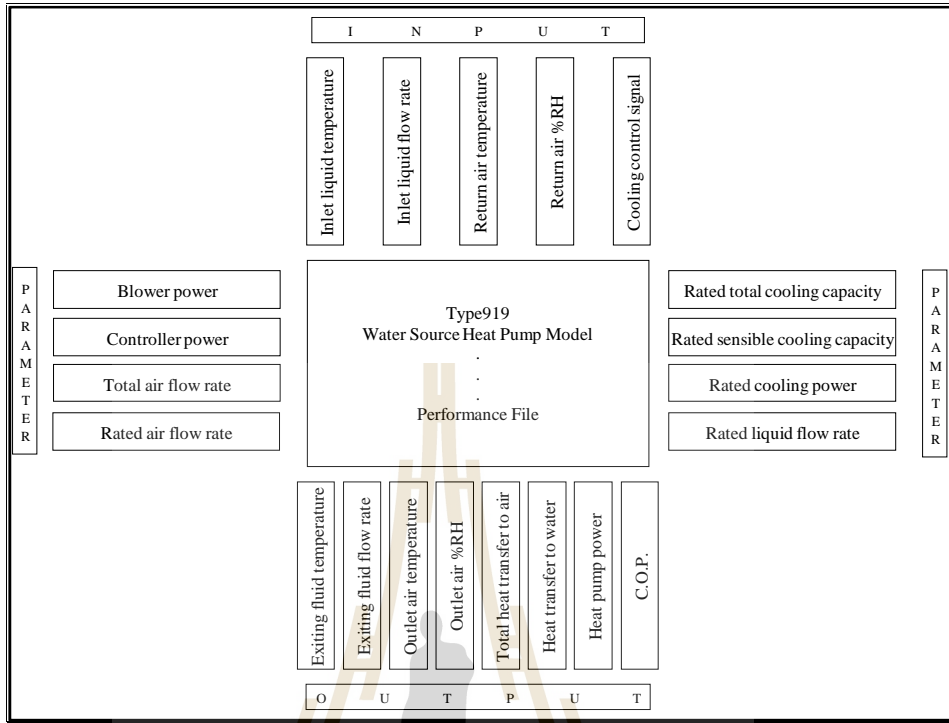 I N P U T
Inlet liquid temperature
Inlet liquid flow rate
Return air temperature
Return air %RH
Cooling control signal
PARAMETER
Blower power
Controller power
Total air flow rate
Rated air flow rate
Type919
Water Source Heat Pump Model
.
.
.
Performance File
Rated total cooling capacity
Rated sensible cooling capacity
Rated cooling power
Rated liquid flow rate
PARAMETER
Exiting fluid temperature
Exiting fluid flow rate
Outlet air temperature
Outlet air %RH
Total heat transfer to air
Heat transfer to water
Heat pump power
C.O.P.
O U T P U T